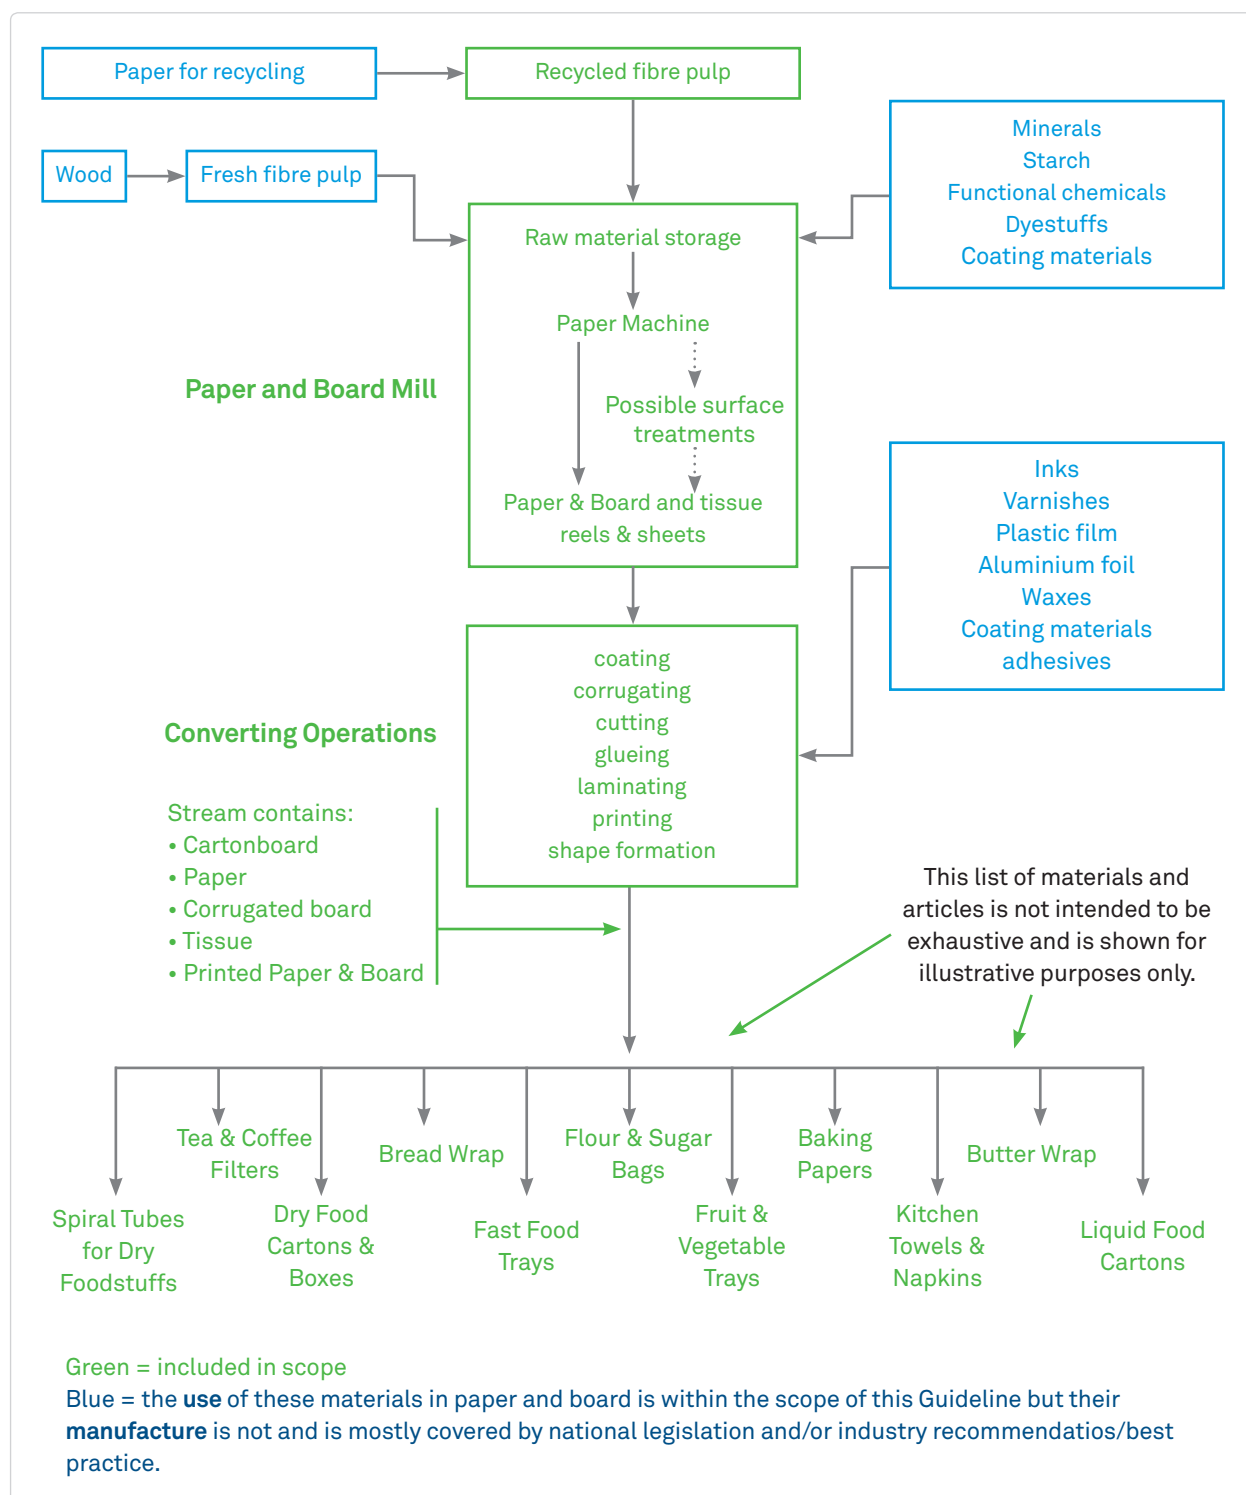 Paper for recycling
Recycled fibre pulp
Wood
Fresh fibre pulp
Minerals
Starch
Functional chemicals
Dyestuffs
Coating materials
Raw material storage
Paper Machine
Possible surface
treatments
Paper & Board and tissue
reels & sheets
Paper and Board Mill
Inks
Varnishes
Plastic film
Aluminium foil
Waxes
Coating materials
adhesives
coating
corrugating
cutting
glueing
laminating
printing
shape formation
Converting Operations
Stream contains:
• Cartonboard
• Paper
• Corrugated board
• Tissue
• Printed Paper & Board
This list of materials and
articles is not intended to be
exhaustive and is shown for
illustrative purposes only.
Spiral Tubes
for Dry
Foodstuffs
Tea & Coffee
Filters
Dry Food
Cartons &
Boxes
Bread Wrap
Fast Food
Trays
Flour & Sugar
Bags
Fruit &
Vegetable
Trays
Baking
Papers
Kitchen
Towels &
Napkins
Butter Wrap
Liquid Food
Cartons
Green = included in scope
Blue = the use of these materials in paper and board is within the scope of this Guideline but their
manufacture is not and is mostly covered by national legislation and/or industry recommendatios/best
practice.